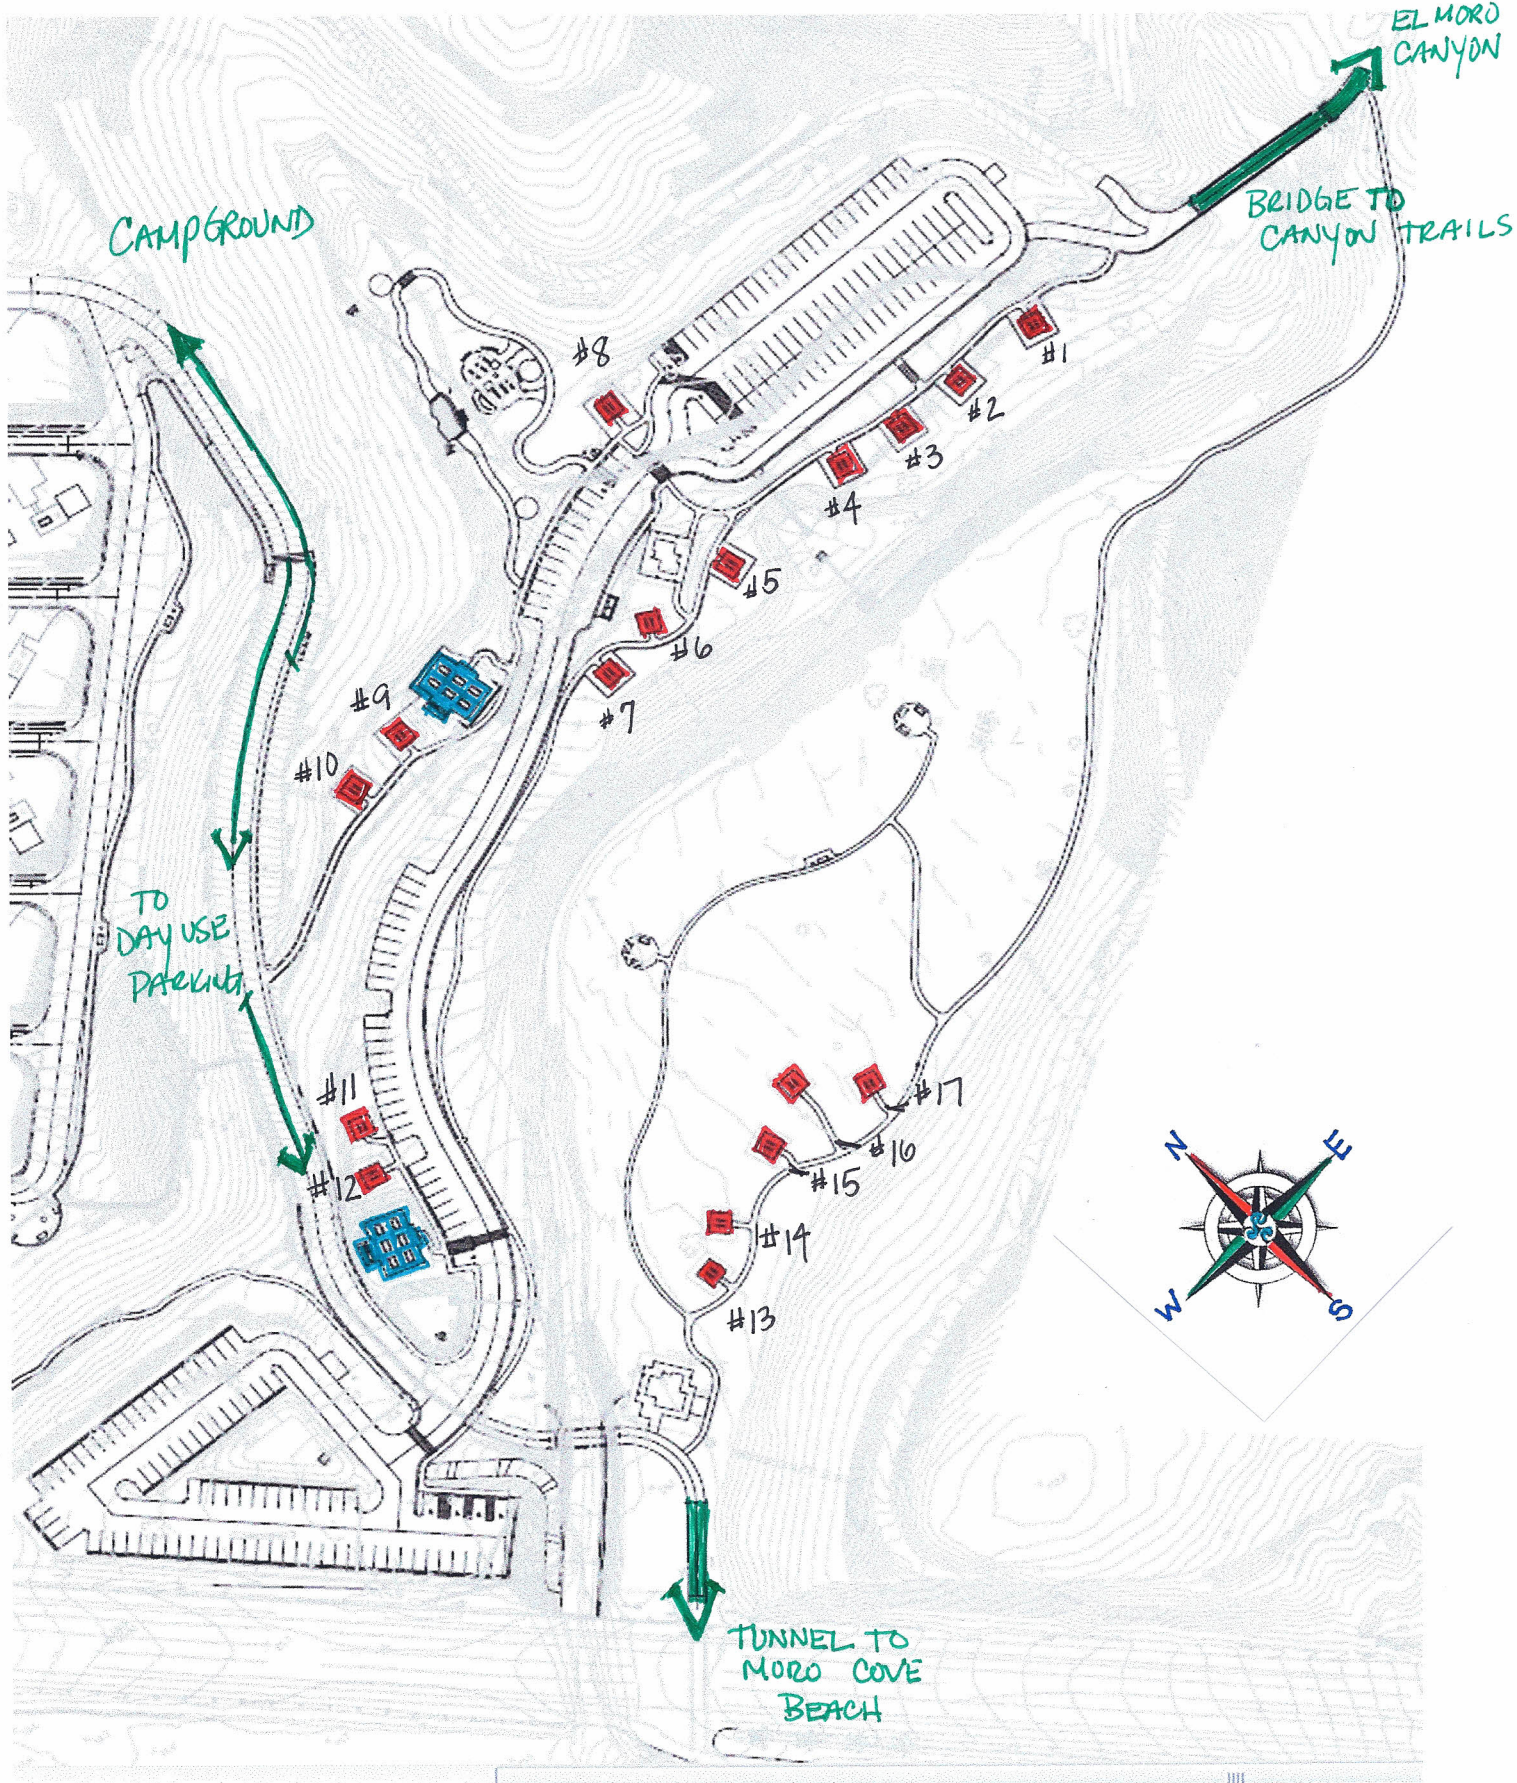 EL MORO
CANYON
BRIDGE TO
CANYON TRAILS
CAMPGROUND
#8
#1
#2
#3
#4
#5
#6
#7
#9
#10
TO
DAY USE
PARKING
#11
#12
#17
#16
#15
#14
#13
N
E
W
S
TUNNEL TO
MORO COVE
BEACH